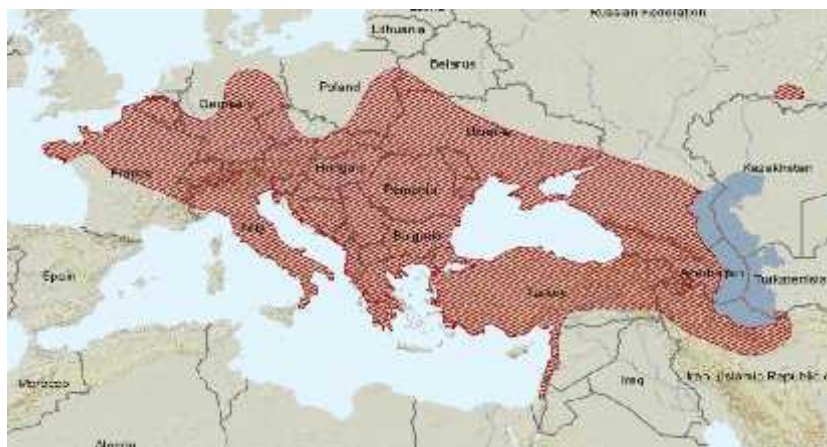 Latvia
Russian Federation
Lithuania
Belarus
Poland
Germany
Ukraine
Kazakhstan
France
Hungary
Romania
Italy
Bulgaria
Spain
Azerbaijan
Turkmenistan
Turkey
Morocco
Iraq
Iran (Islamic Republic o
Algeria